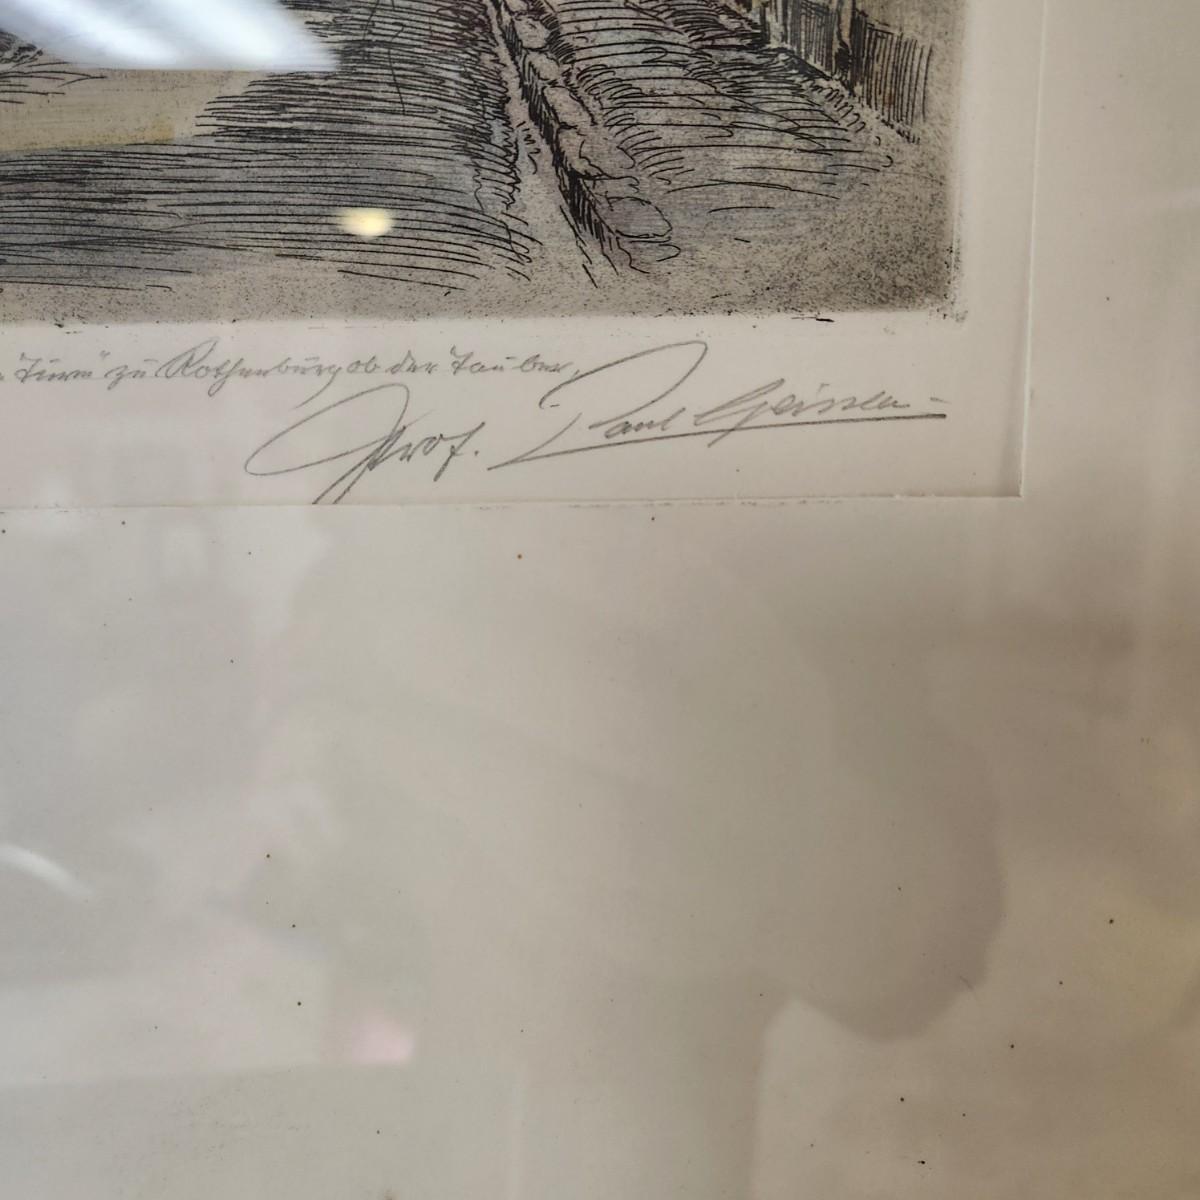 Turm" zu Rothenburg ob der Tauber.
Prof. Paul Geissler